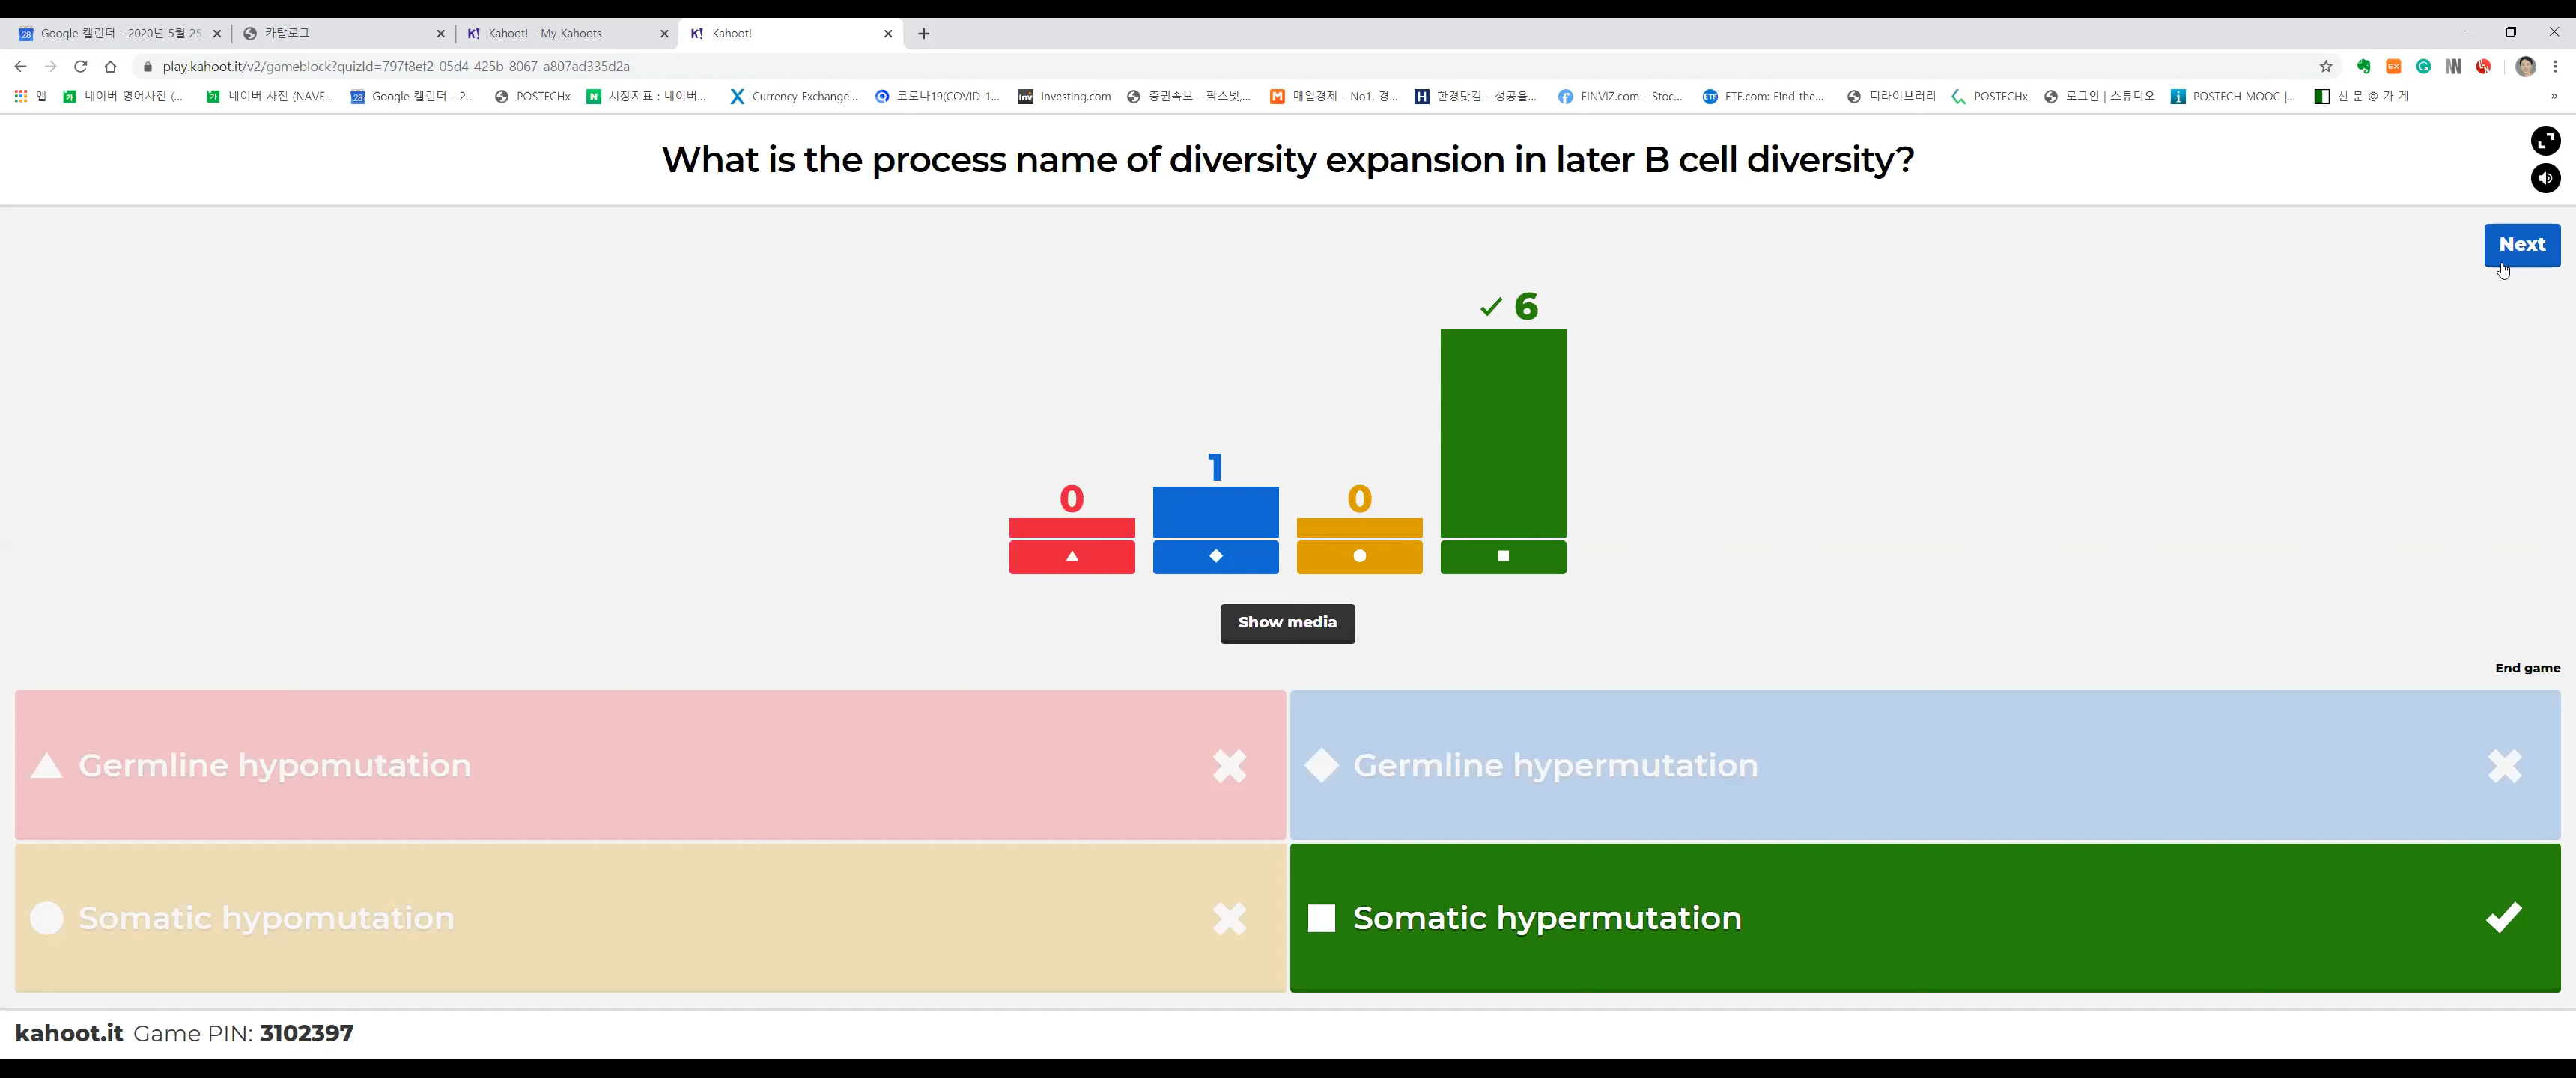 Google 캘린더 - 2020년 5월 25
카탈로그
Kahoot! - My Kahoots
Kahoot!
play.kahoot.it/v2/gameblock?quizId=797f8ef2-05d4-425b-8067-a807ad335d2a
앱
네이버 영어사전 (...
네이버 사전 (NAVE...
Google 캘린더 - 2...
POSTECHx
시장지표 : 네이버...
Currency Exchange...
코로나19(COVID-1...
Investing.com
증권속보 - 팍스넷,...
매일경제 - No1. 경...
한경닷컴 - 성공을...
FINVIZ.com - Stoc...
ETF.com: Find the...
디라이브러리
POSTECHx
로그인 | 스튜디오
POSTECH MOOC |...
신 문 @ 가 게
»
What is the process name of diversity expansion in later B cell diversity?
Next
6
1
0
0
Show media
End game
Germline hypomutation
Germline hypermutation
Somatic hypomutation
Somatic hypermutation
kahoot.it Game PIN: 3102397